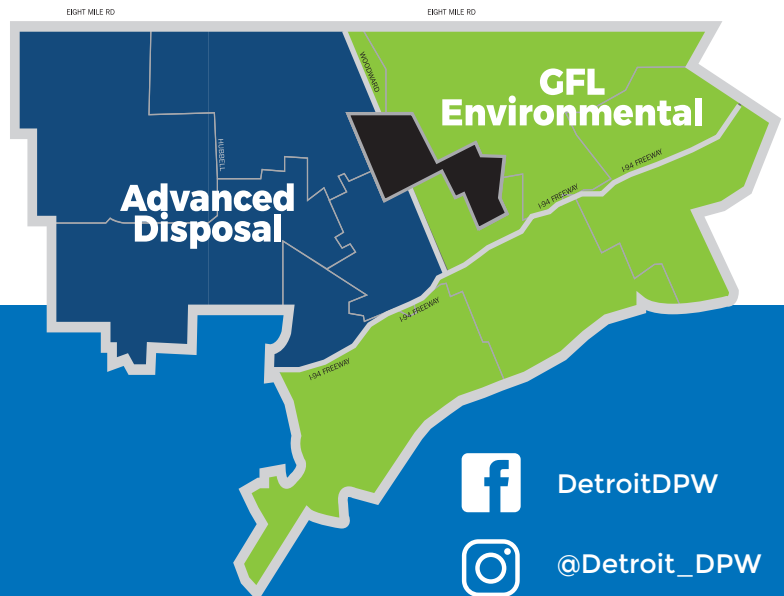 EIGHT MILE RD
EIGHT MILE RD
WOODWARD
GFL
Environmental
HUBBELL
I-94 FREEWAY
Advanced
Disposal
I-94 FREEWAY
I-94 FREEWAY
I-94 FREEWAY
DetroitDPW
@Detroit_DPW